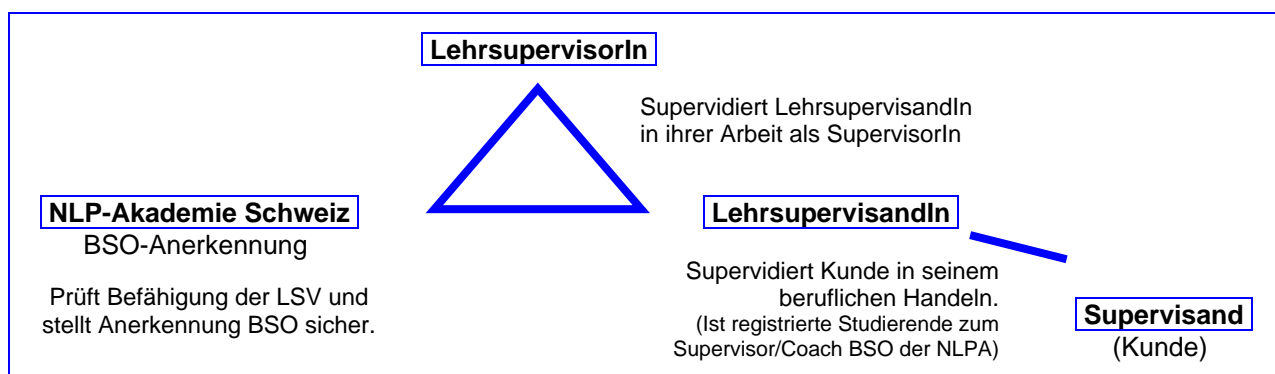 LehrsupervisorIn
Supervidiert LehrsupervisandIn
in ihrer Arbeit als SupervisorIn
NLP-Akademie Schweiz
BSO-Anerkennung
Prüft Befähigung der LSV und
stellt Anerkennung BSO sicher.
LehrsupervisandIn
Supervidiert Kunde in seinem
beruflichen Handeln.
(Ist registrierte Studierende zum
Supervisor/Coach BSO der NLPA)
Supervisand
(Kunde)